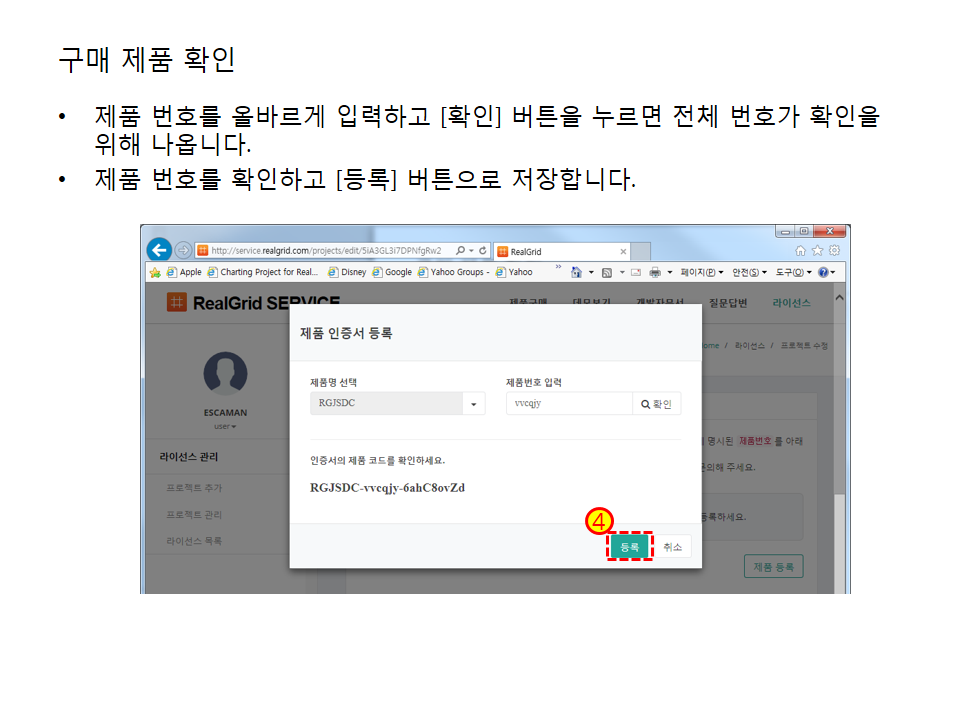 구매 제품 확인
• 제품 번호를 올바르게 입력하고 [확인] 버튼을 누르면 전체 번호가 확인을
위해 나옵니다.
• 제품 번호를 확인하고 [등록] 버튼으로 저장합니다.
http://service.realgrid.com/projects/edit/5iA3GL3i7DPNfgRw2
RealGrid
Apple Charting Project for Real... Disney Google Yahoo Groups - Yahoo » 페이지(P) 안전(S) 도구(O)
RealGrid SERVICE 제품구매 데모보기 개발자문서 질문답변 라이선스
제품 인증서 등록
ome / 라이선스 / 프로젝트 수정
제품명 선택 제품번호 입력
RGJSDC vvcqjy 확인
ESCAMAN
user
명시된 제품번호 를 아래
라이선스 관리
인증서의 제품 코드를 확인하세요.
문의해 주세요.
프로젝트 추가
RGJSDC-vvcqjy-6ahC8ovZd
프로젝트 관리
등록하세요.
4
라이선스 목록
등록 취소
제품 등록